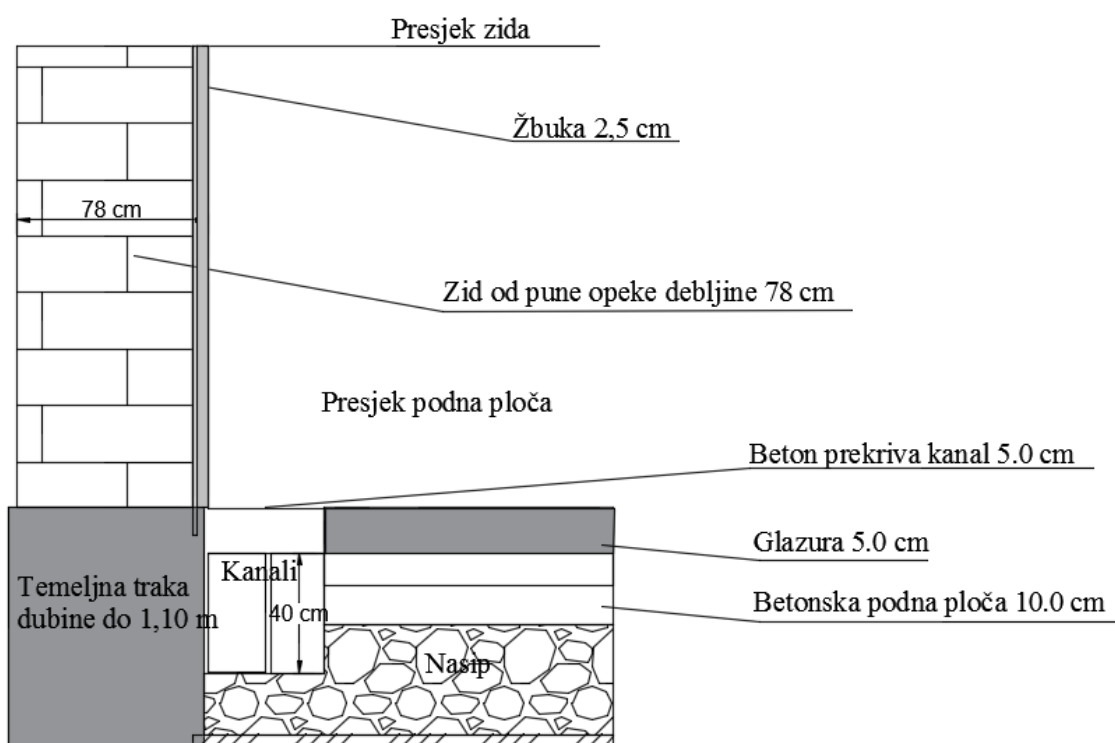 Presjek zida
Žbuka 2,5 cm
78 cm
Zid od pune opeke debljine 78 cm
Presjek podna ploča
Beton prekriva kanal 5.0 cm
Glazura 5.0 cm
Kanali
Temeljna traka
dubine do 1,10 m
40 cm
Betonska podna ploča 10.0 cm
Nasip